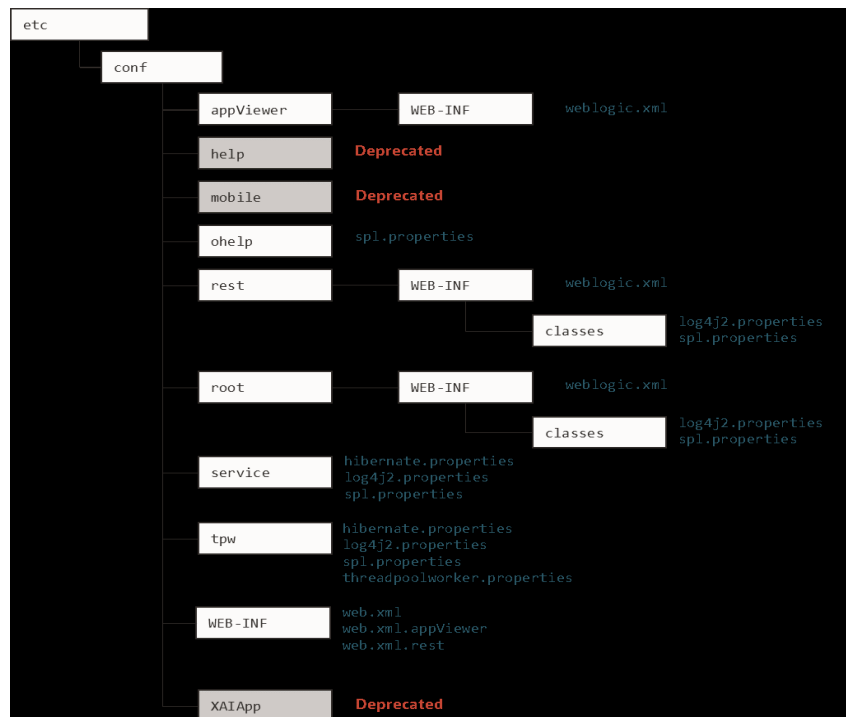 etc
conf
appViewer
WEB-INF
weblogic.xml
help
Deprecated
mobile
Deprecated
ohelp
spl.properties
rest
WEB-INF
weblogic.xml
classes
log4j2.properties
spl.properties
root
WEB-INF
weblogic.xml
classes
log4j2.properties
spl.properties
service
hibernate.properties
log4j2.properties
spl.properties
tpw
hibernate.properties
log4j2.properties
spl.properties
threadpoolworker.properties
WEB-INF
web.xml
web.xml.appViewer
web.xml.rest
XAIApp
Deprecated